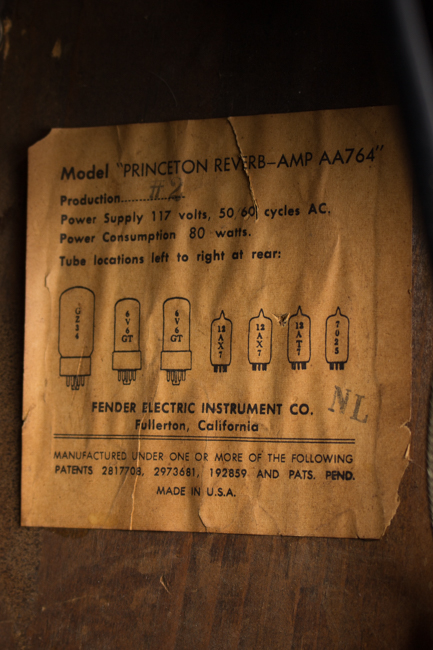 Model "PRINCETON REVERB-AMP AA764"
Production............
Power Supply 117 volts, 50/60 cycles AC.
Power Consumption 80 watts.
Tube locations left to right at rear:
GZ34 6V6GT 6V6GT 12AX7 12AX7 12AT7 7025
FENDER ELECTRIC INSTRUMENT CO.
NL
Fullerton, California
MANUFACTURED UNDER ONE OR MORE OF THE FOLLOWING
PATENTS 2817708, 2973681, 192859 AND PATS. PEND.
MADE IN U.S.A.